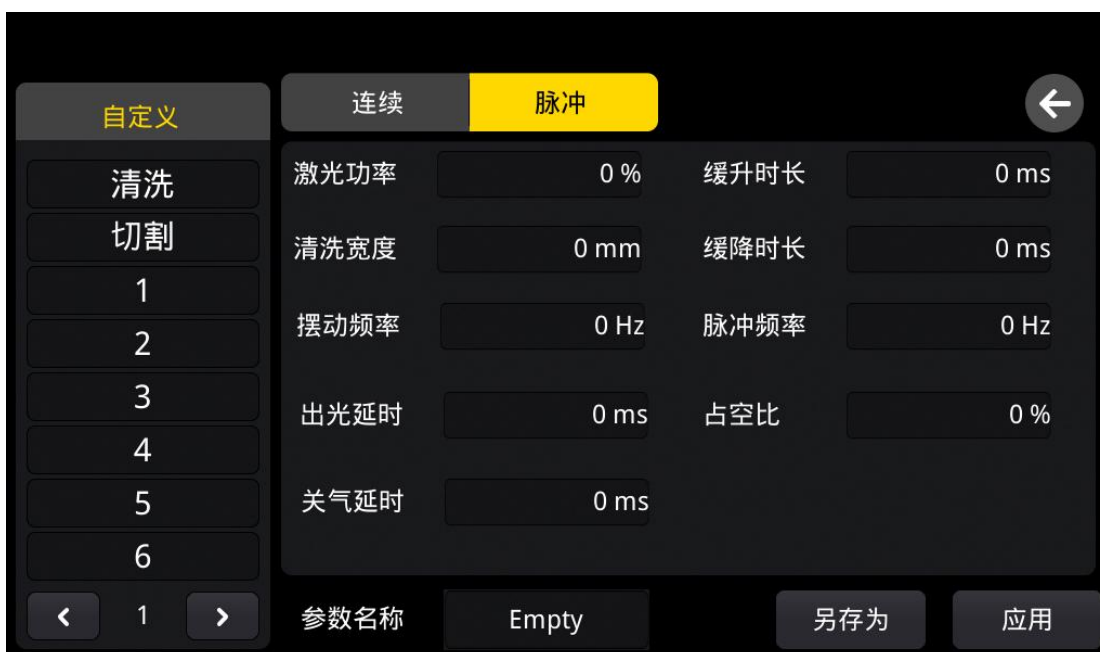 自定义
清洗
切割
1
2
3
4
5
6
1
连续 脉冲
激光功率 0 % 缓升时长 0 ms
清洗宽度 0 mm 缓降时长 0 ms
摆动频率 0 Hz 脉冲频率 0 Hz
出光延时 0 ms 占空比 0 %
关气延时 0 ms
参数名称 Empty 另存为 应用